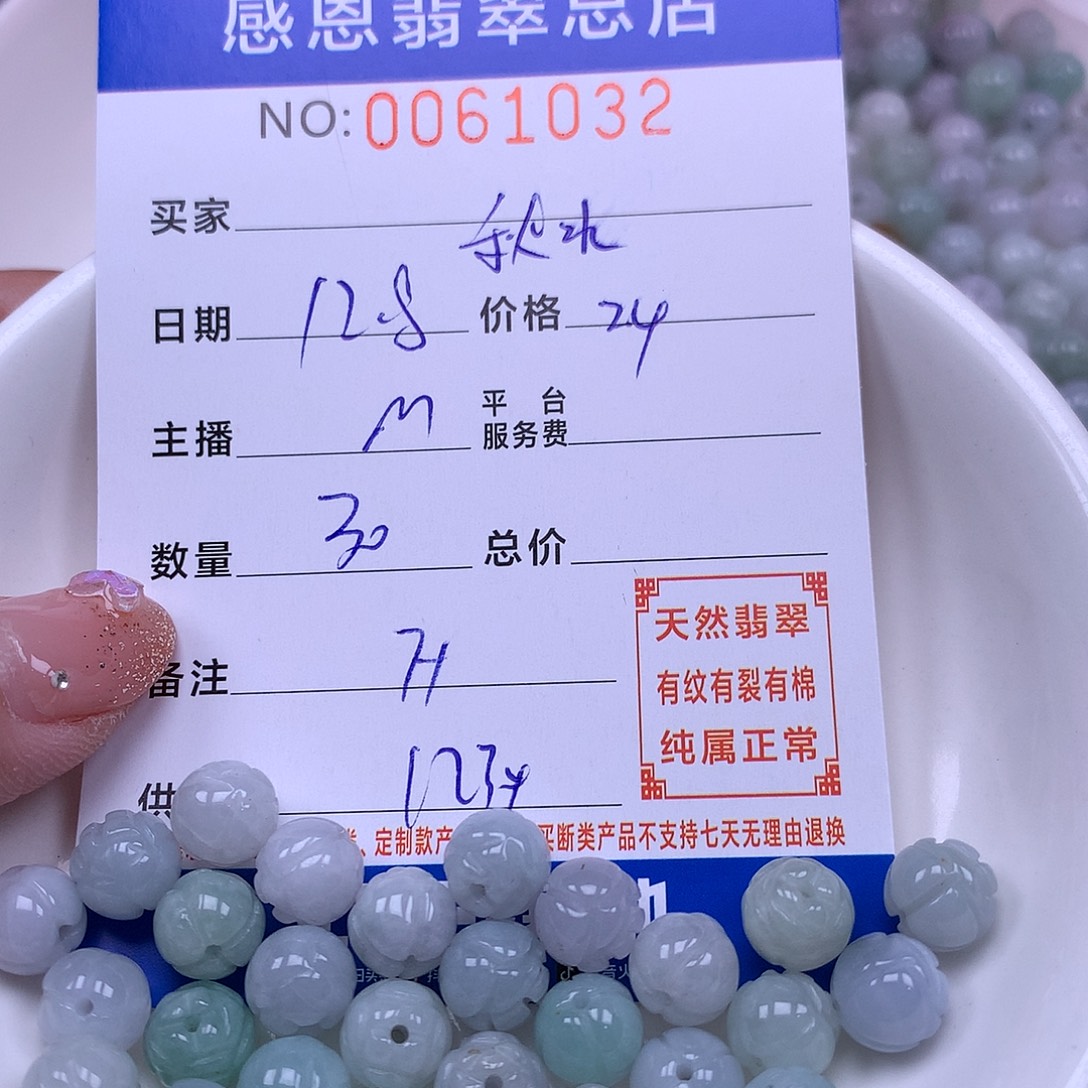 感恩翡翠总店
NO:0061032
买家 秋水
日期 12.8 价格 24
主播 M 平台服务费
数量 30 总价
备注
供 1234
天然翡翠
有纹有裂有棉
纯属正常
、定制款产 买断类产品不支持七天无理由退换